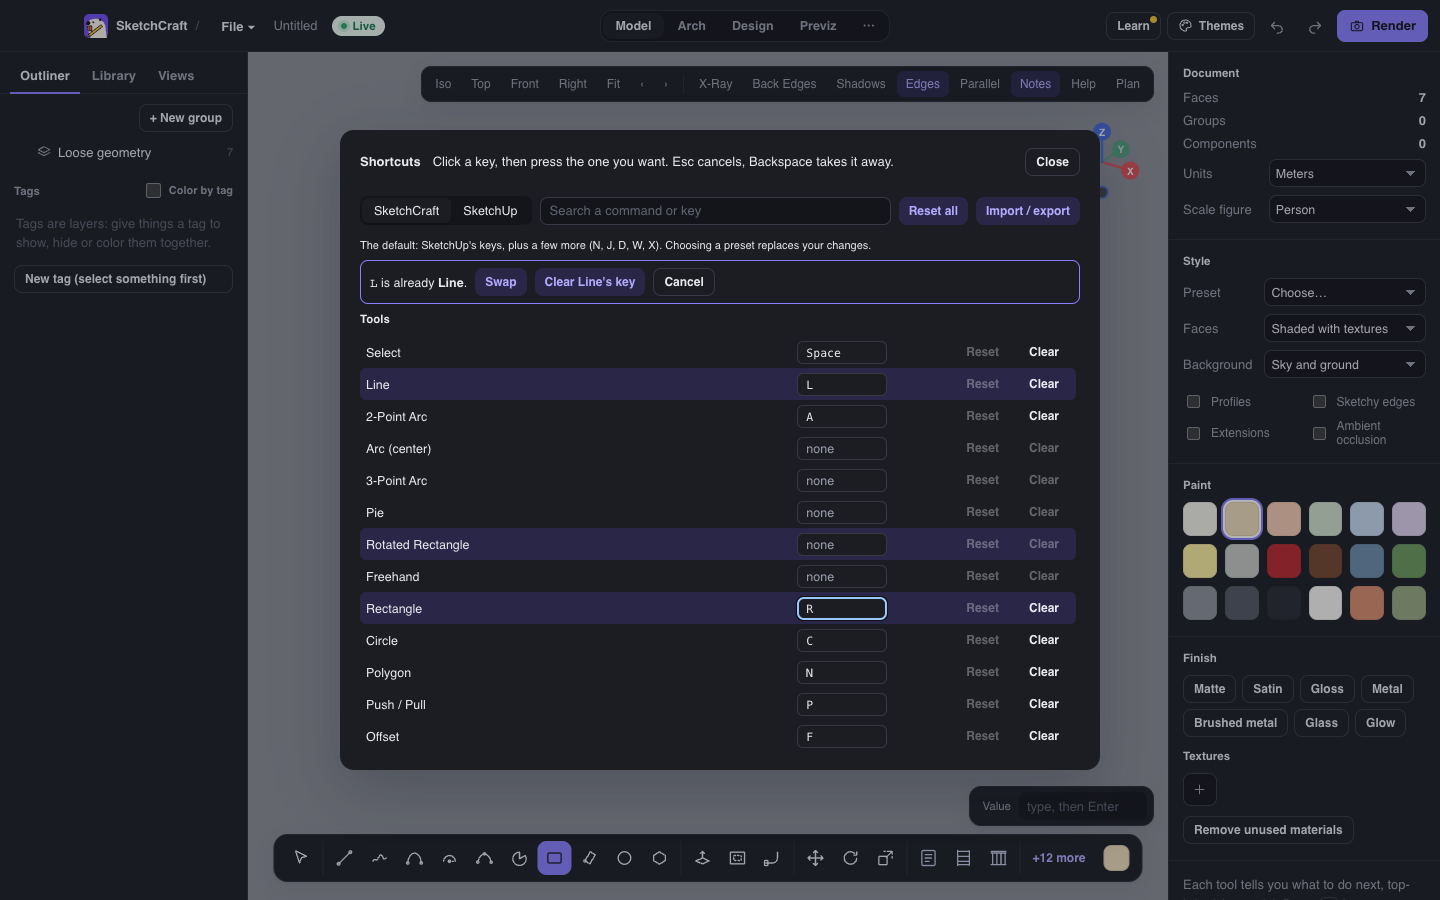 SketchCraft / File Untitled Live
Model Arch Design Previz ···
Learn Themes Render
Outliner Library Views
+ New group
Loose geometry 7
Tags Color by tag
Tags are layers: give things a tag to
show, hide or color them together.
New tag (select something first)
Iso Top Front Right Fit X-Ray Back Edges Shadows Edges Parallel Notes Help Plan
Z
Y
X
Shortcuts Click a key, then press the one you want. Esc cancels, Backspace takes it away. Close
SketchCraft SketchUp Search a command or key Reset all Import / export
The default: SketchUp's keys, plus a few more (N, J, D, W, X). Choosing a preset replaces your changes.
L is already Line. Swap Clear Line's key Cancel
Tools
Select Space Reset Clear
Line L Reset Clear
2-Point Arc A Reset Clear
Arc (center) none Reset Clear
3-Point Arc none Reset Clear
Pie none Reset Clear
Rotated Rectangle none Reset Clear
Freehand none Reset Clear
Rectangle R Reset Clear
Circle C Reset Clear
Polygon N Reset Clear
Push / Pull P Reset Clear
Offset F Reset Clear
Value type, then Enter
+12 more
Document
Faces 7
Groups 0
Components 0
Units Meters
Scale figure Person
Style
Preset Choose...
Faces Shaded with textures
Background Sky and ground
Profiles Sketchy edges
Extensions Ambient
occlusion
Paint
Finish
Matte Satin Gloss Metal
Brushed metal Glass Glow
Textures
+
Remove unused materials
Each tool tells you what to do next, top-